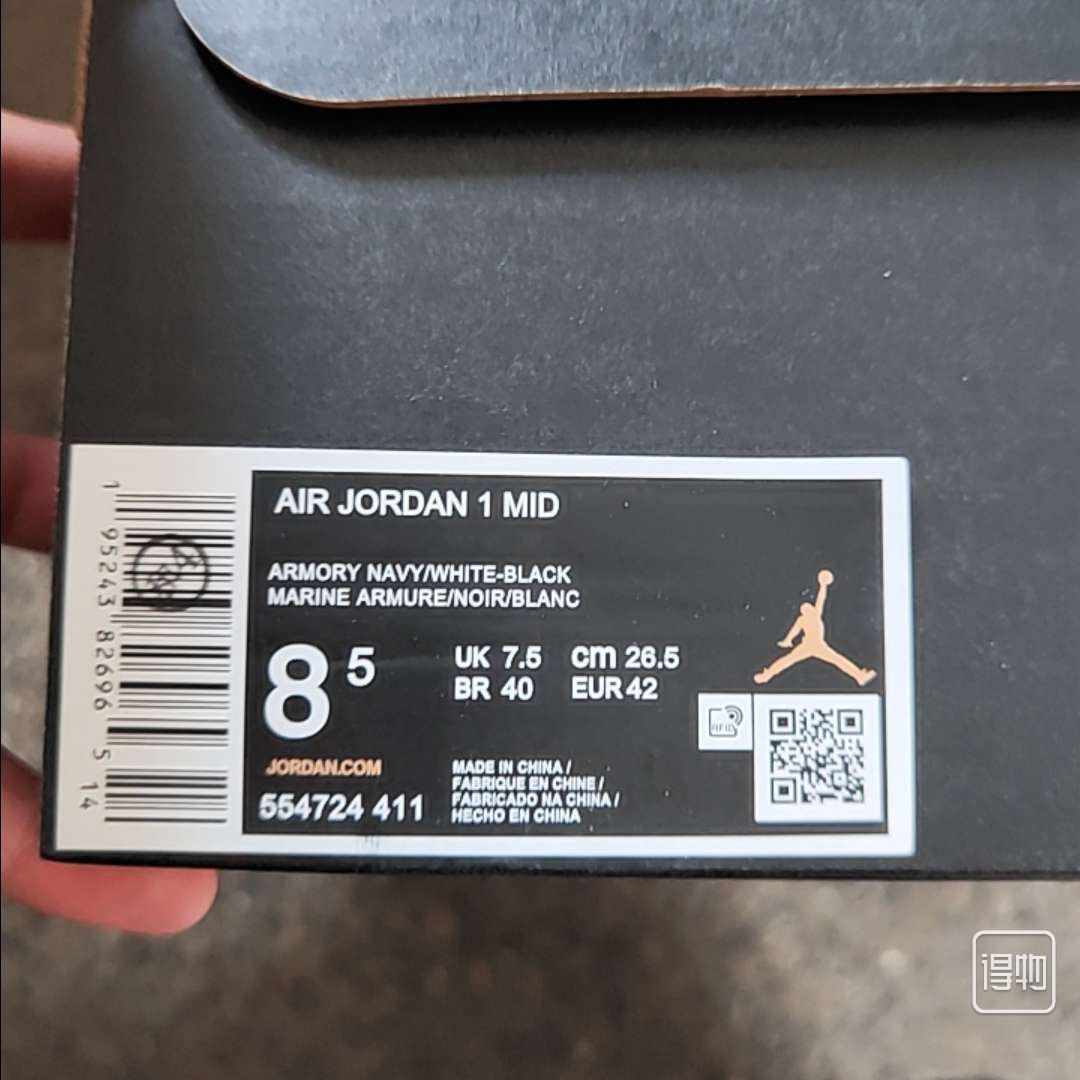 AIR JORDAN 1 MID
ARMORY NAVY/WHITE-BLACK
MARINE ARMURE/NOIR/BLANC
8 5
UK 7.5 cm 26.5
BR 40 EUR 42
RFID
JORDAN.COM
554724 411
MADE IN CHINA /
FABRIQUE EN CHINE /
FABRICADO NA CHINA /
HECHO EN CHINA
1 95243 82696 5 14
得物